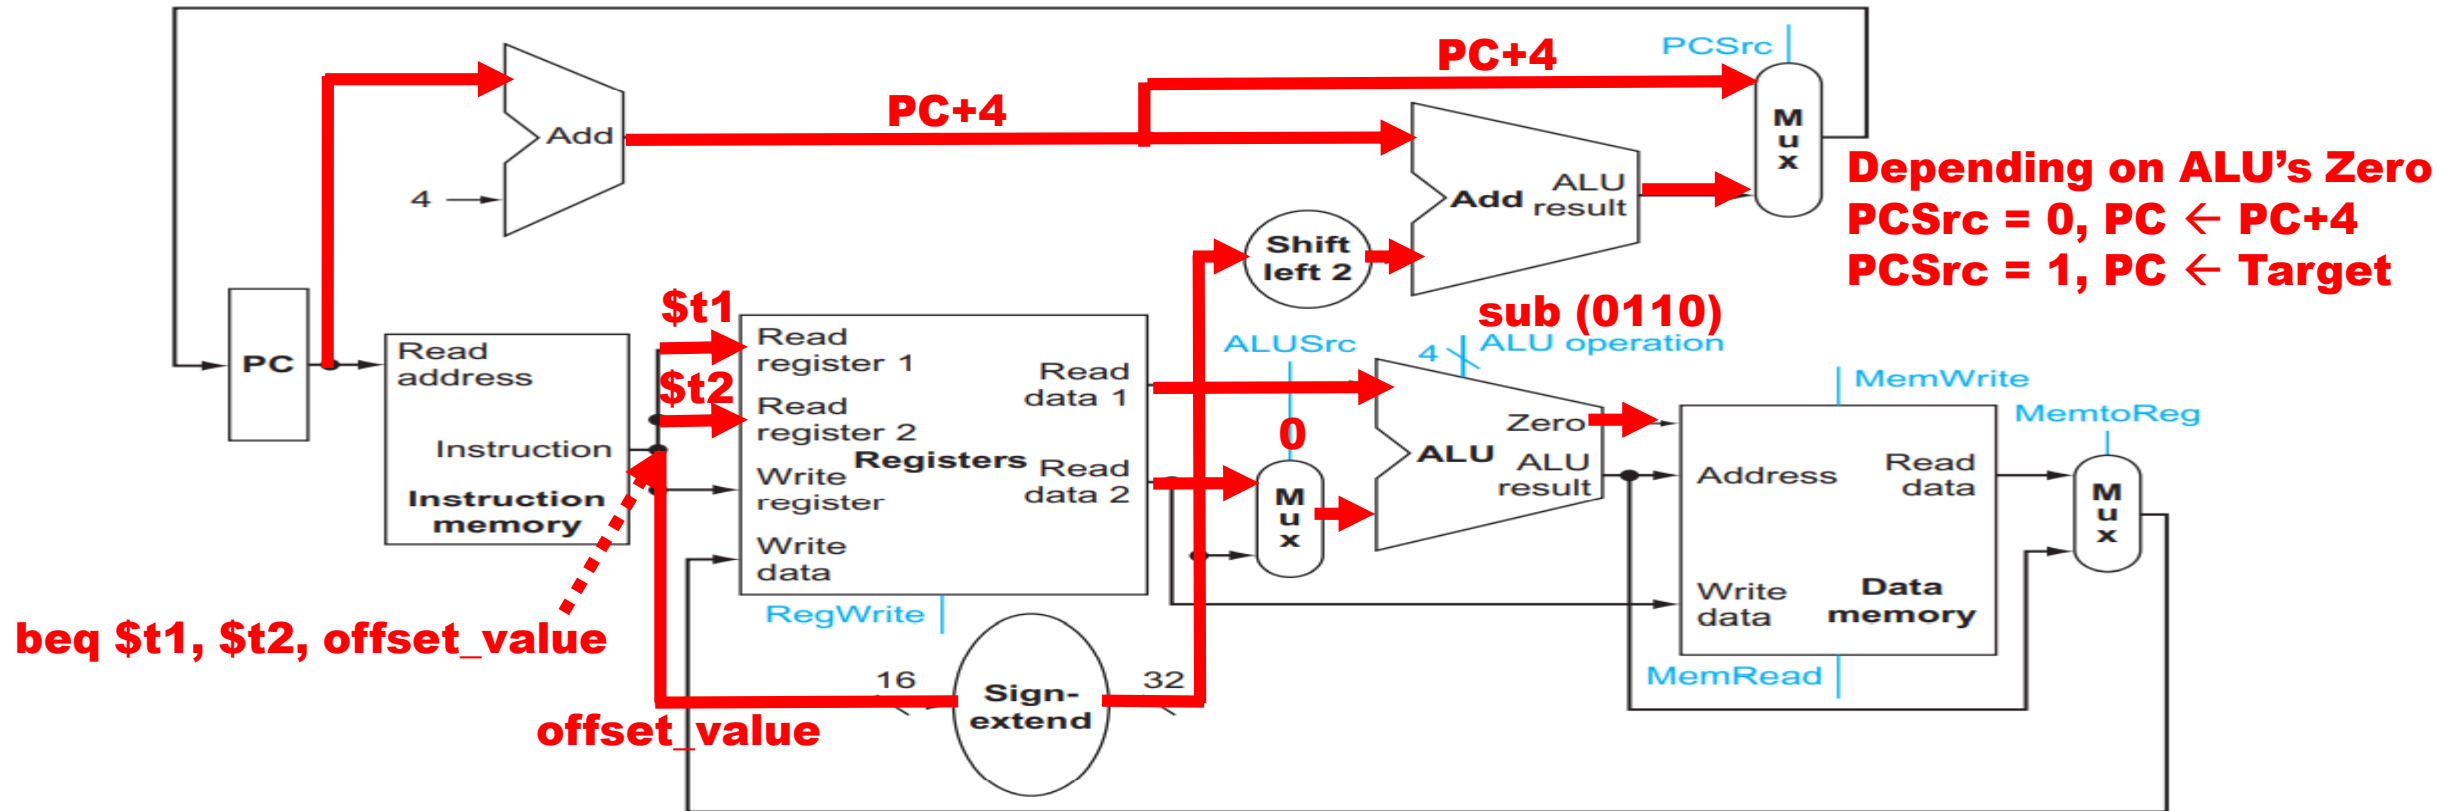 PCSrc
PC+4
PC+4
M
u
x
Add
4
Depending on ALU’s Zero
PCSrc = 0, PC ← PC+4
PCSrc = 1, PC ← Target
Add
ALU
result
Shift
left 2
$t1
$t2
sub (0110)
ALUSrc
4
ALU operation
PC
Read
address
Instruction
Instruction
memory
Read
register 1
Read
register 2
Write
register
Write
data
Registers
Read
data 1
Read
data 2
RegWrite
0
M
u
x
Zero
ALU
ALU
result
MemWrite
MemtoReg
Address
Read
data
Write
data
Data
memory
MemRead
M
u
x
beq $t1, $t2, offset_value
16
Sign-
extend
32
offset_value